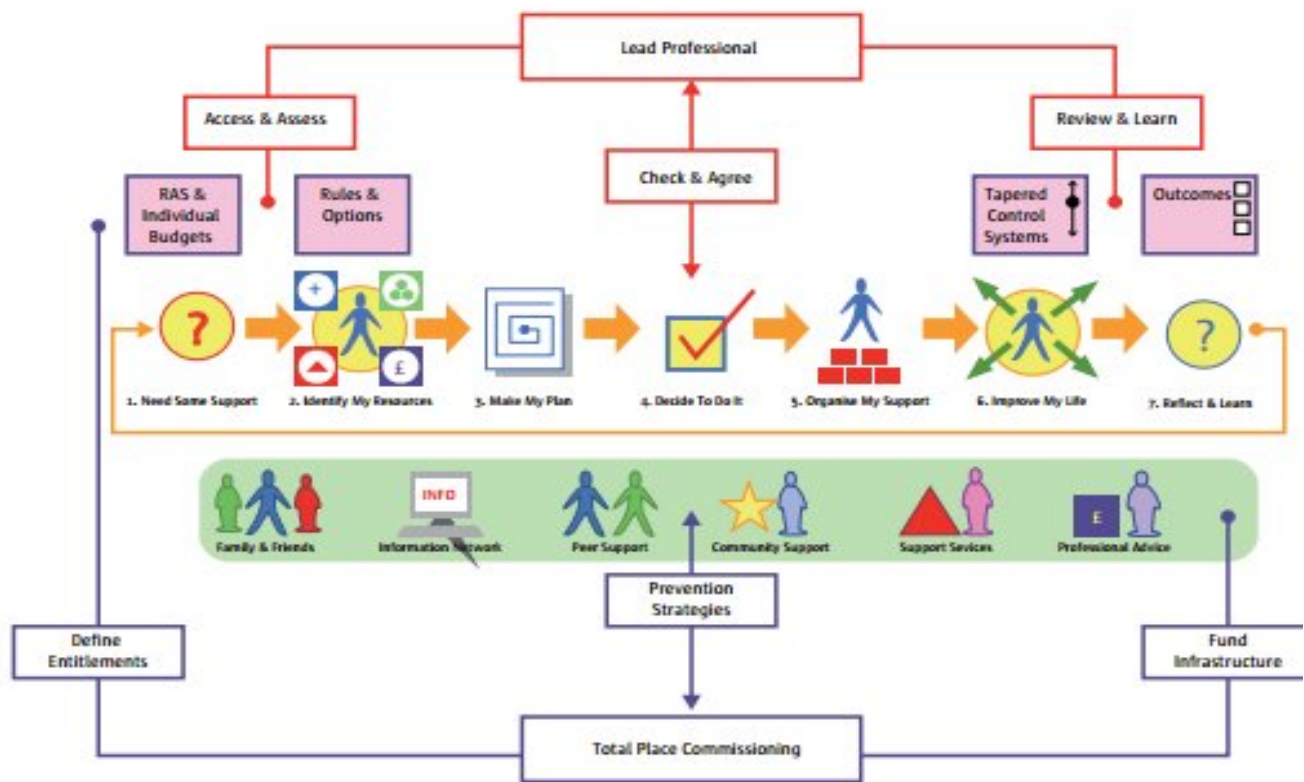 Lead Professional
Access & Assess
Review & Learn
Check & Agree
RAS &
Individual
Budgets
Rules &
Options
Tapered
Control
Systems
Outcomes
?
+
£
?
1. Need Some Support
2. Identify My Resources
3. Make My Plan
4. Decide To Do It
5. Organise My Support
6. Improve My Life
7. Reflect & Learn
INFO
£
Family & Friends
Information Network
Peer Support
Community Support
Support Sevices
Professional Advice
Prevention
Strategies
Define
Entitlements
Fund
Infrastructure
Total Place Commissioning